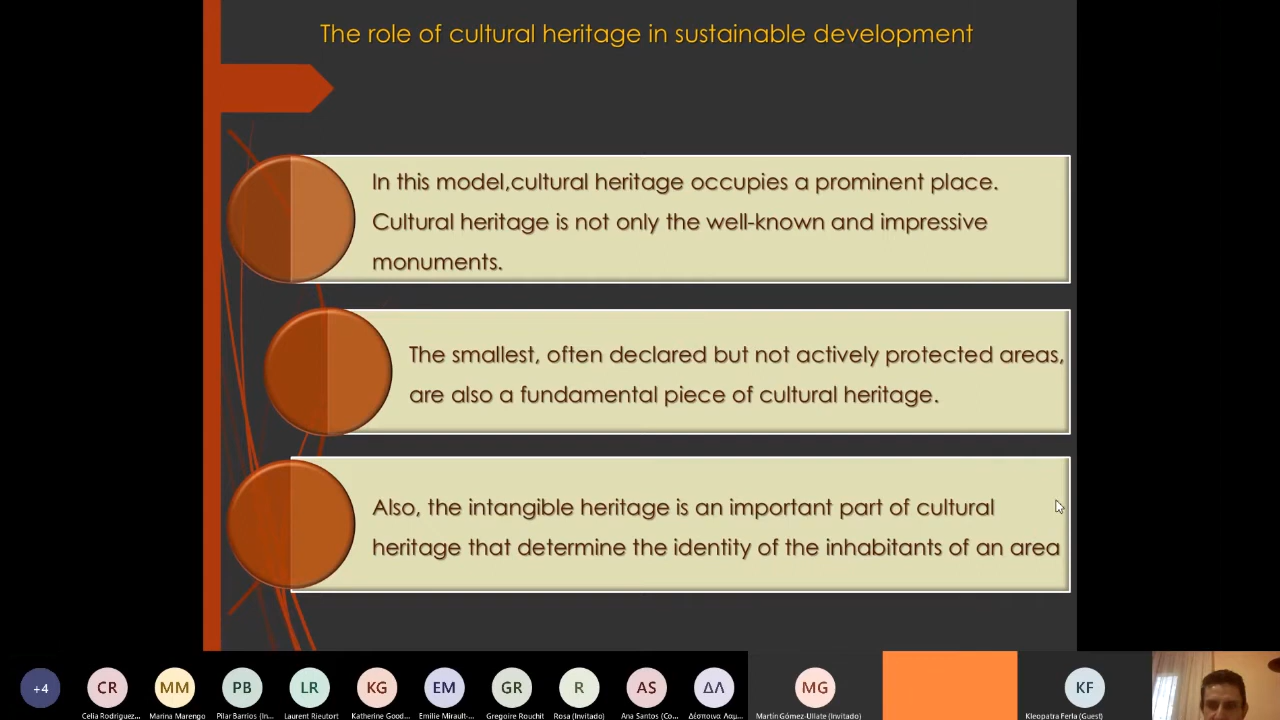 The role of cultural heritage in sustainable development
In this model,cultural heritage occupies a prominent place.
Cultural heritage is not only the well-known and impressive
monuments.
The smallest, often declared but not actively protected areas,
are also a fundamental piece of cultural heritage.
Also, the intangible heritage is an important part of cultural
heritage that determine the identity of the inhabitants of an area
+4
CR
MM
PB
LR
KG
EM
GR
R
AS
ΔΛ
MG
KF
Celia Rodriguez...
Marina Marengo
Pilar Barrios (In...
Laurent Rieutort
Katherine Good...
Emilie Mirault-...
Gregoire Rouchit
Rosa (Invitado)
Ana Santos (Co...
Δέσποινα Λαμ...
Martín Gómez-Ullate (Invitado)
Kleopatra Ferla (Guest)